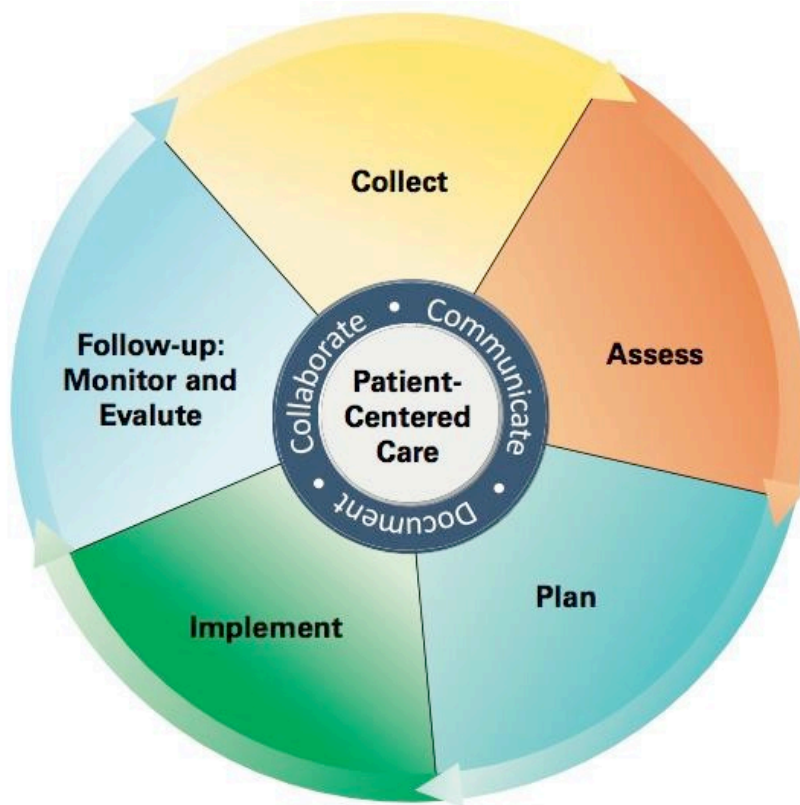 Collect
Assess
Plan
Implement
Follow-up:
Monitor and
Evalute
Collaborate • Communicate • Document •
Patient-
Centered
Care